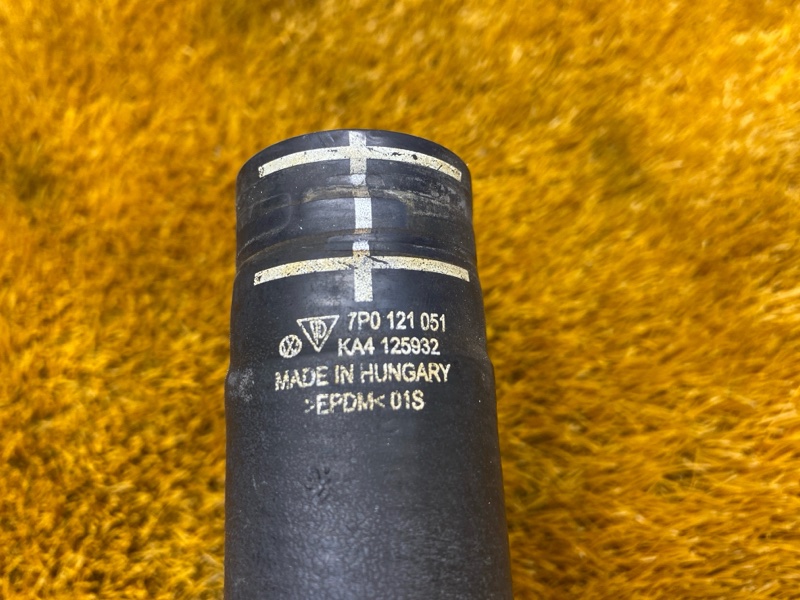 7P0 121 051
KA4 125932
MADE IN HUNGARY
>EPDM< 01S